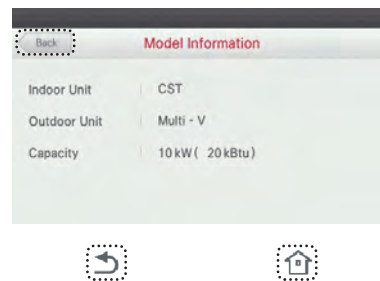 Back Model Information
Indoor Unit CST
Outdoor Unit Multi - V
Capacity 10 kW( 20 kBtu)